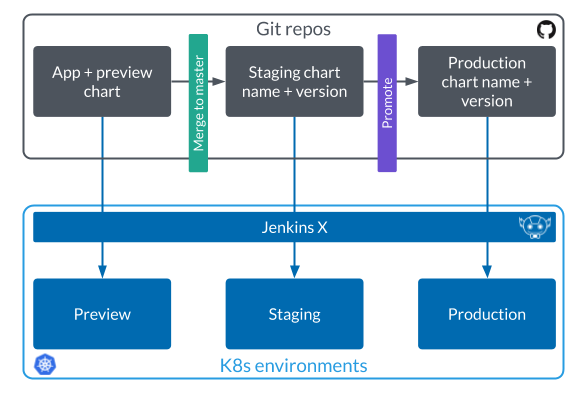 Git repos
App + preview
chart
Merge to master
Staging chart
name + version
Promote
Production
chart name +
version
Jenkins X
Preview
Staging
Production
K8s environments